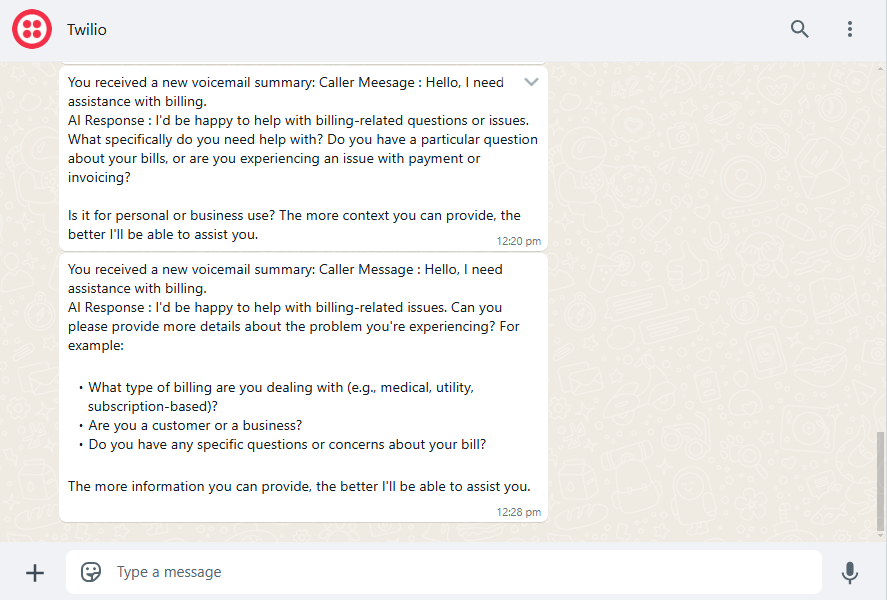 Twilio
You received a new voicemail summary: Caller Meesage : Hello, I need
assistance with billing.
AI Response : I'd be happy to help with billing-related questions or issues.
What specifically do you need help with? Do you have a particular question
about your bills, or are you experiencing an issue with payment or
invoicing?
Is it for personal or business use? The more context you can provide, the
better I'll be able to assist you.
12:20 pm
You received a new voicemail summary: Caller Message : Hello, I need
assistance with billing.
AI Response : I'd be happy to help with billing-related issues. Can you
please provide more details about the problem you're experiencing? For
example:
• What type of billing are you dealing with (e.g., medical, utility,
subscription-based)?
• Are you a customer or a business?
• Do you have any specific questions or concerns about your bill?
The more information you can provide, the better I'll be able to assist you.
12:28 pm
Type a message